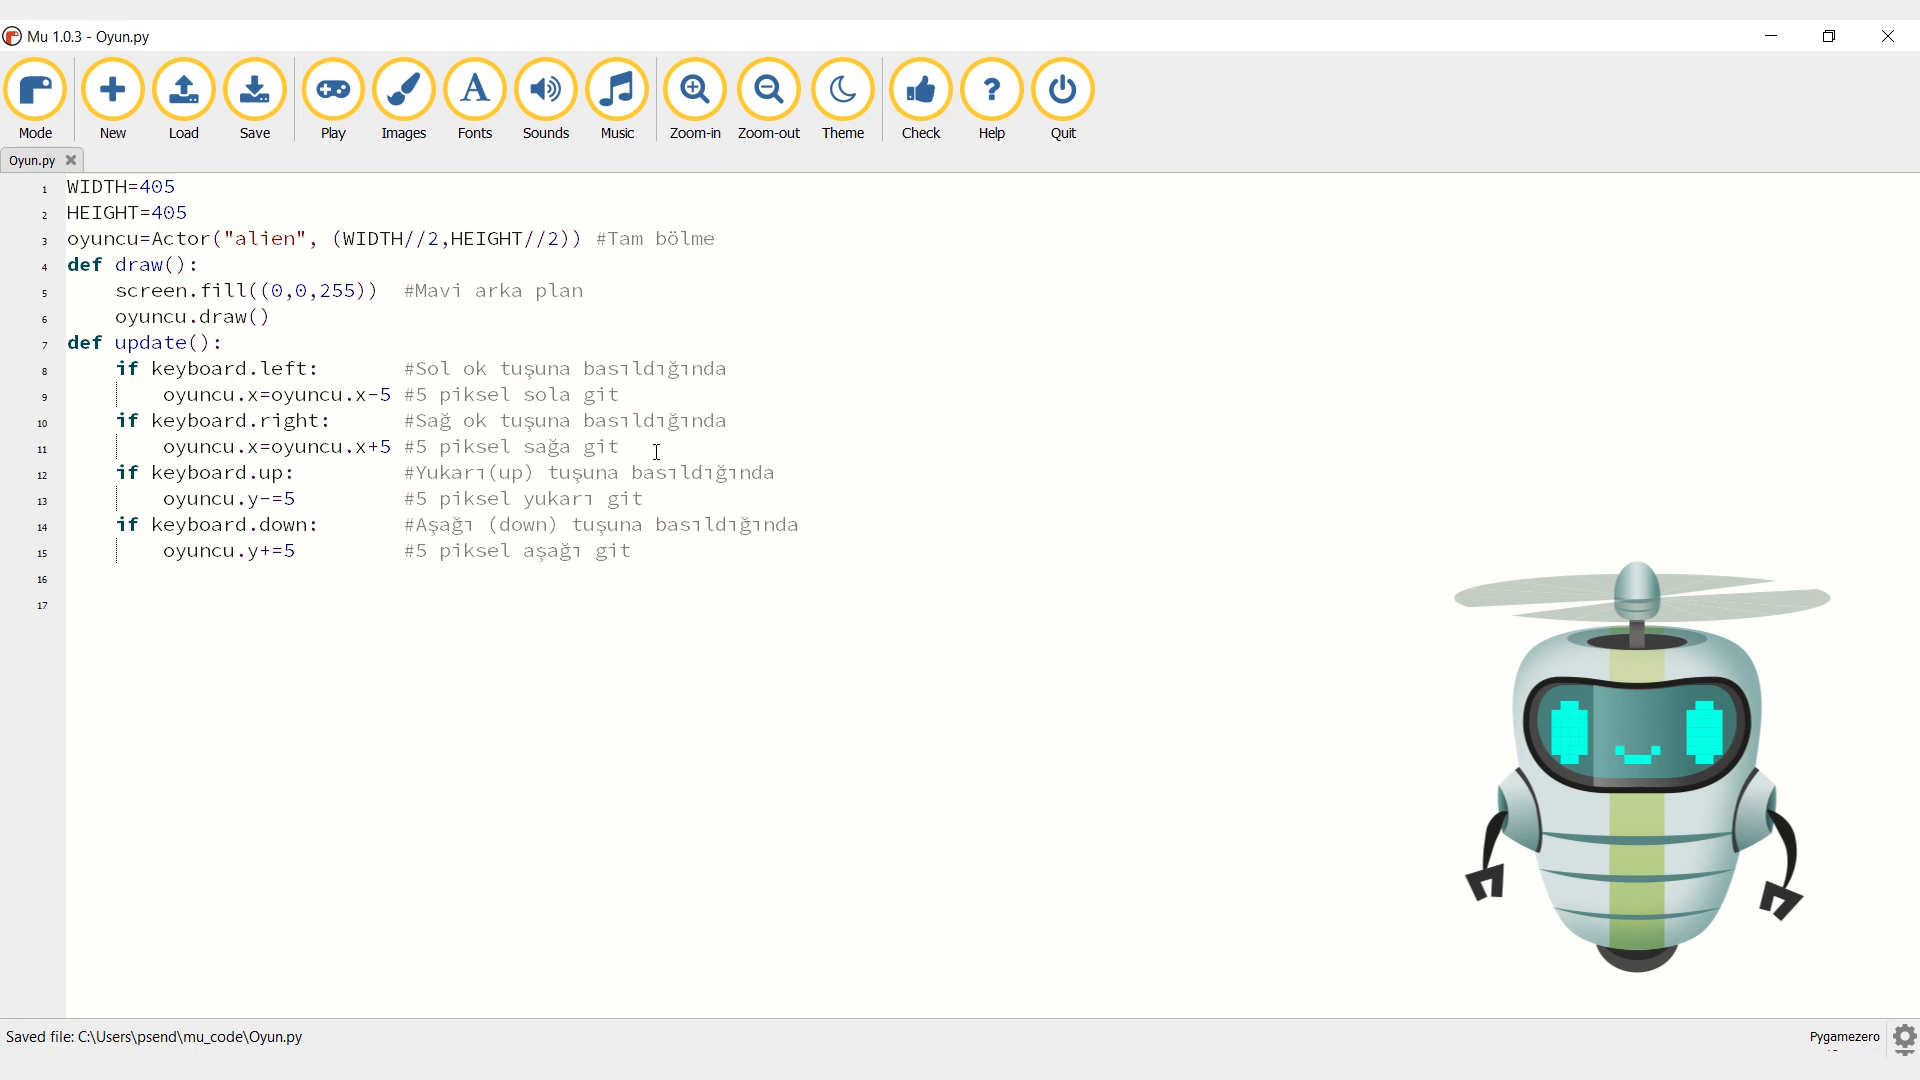 Mu 1.0.3 - Oyun.py
Mode New Load Save Play Images Fonts Sounds Music Zoom-in Zoom-out Theme Check Help Quit
Oyun.py
1 WIDTH=405
2 HEIGHT=405
3 oyuncu=Actor("alien", (WIDTH//2,HEIGHT//2)) #Tam bölme
4 def draw():
5     screen.fill((0,0,255))  #Mavi arka plan
6     oyuncu.draw()
7 def update():
8     if keyboard.left:       #Sol ok tuşuna basıldığında
9         oyuncu.x=oyuncu.x-5 #5 piksel sola git
10     if keyboard.right:      #Sağ ok tuşuna basıldığında
11         oyuncu.x=oyuncu.x+5 #5 piksel sağa git
12     if keyboard.up:         #Yukarı(up) tuşuna basıldığında
13         oyuncu.y-=5         #5 piksel yukarı git
14     if keyboard.down:       #Aşağı (down) tuşuna basıldığında
15         oyuncu.y+=5         #5 piksel aşağı git
16
17
Saved file: C:\Users\psend\mu_code\Oyun.py
Pygamezero